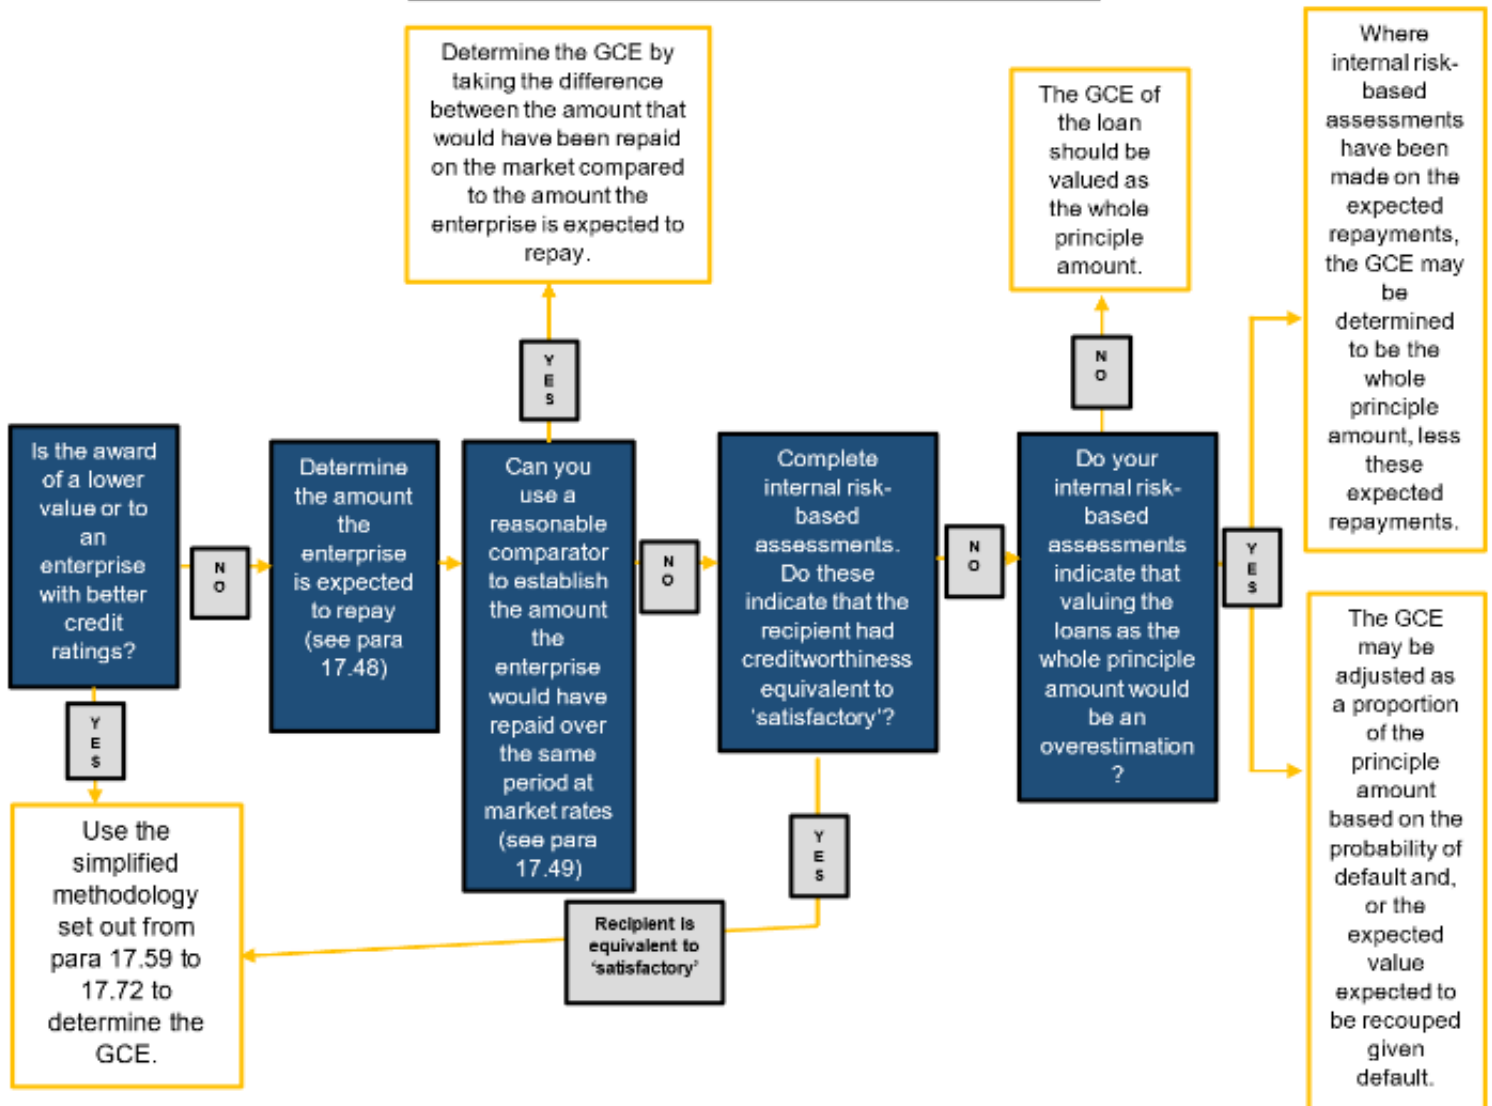 Determine the GCE by
taking the difference
between the amount that
would have been repaid
on the market compared
to the amount the
enterprise is expected to
repay.
The GCE of
the loan
should be
valued as
the whole
principle
amount.
Where
internal risk-
based
assessments
have been
made on the
expected
repayments,
the GCE may
be
determined
to be the
whole
principle
amount, less
these
expected
repayments.
Y
E
S
N
O
Is the award
of a lower
value or to
an
enterprise
with better
credit
ratings?
N
O
Determine
the amount
the
enterprise
is expected
to repay
(see para
17.48)
Can you
use a
reasonable
comparator
to establish
the amount
the
enterprise
would have
repaid over
the same
period at
market rates
(see para
17.49)
N
O
Complete
internal risk-
based
assessments.
Do these
indicate that the
recipient had
creditworthiness
equivalent to
'satisfactory'?
N
O
Do your
internal risk-
based
assessments
indicate that
valuing the
loans as the
whole principle
amount would
be an
overestimation
?
Y
E
S
Y
E
S
Use the
simplified
methodology
set out from
para 17.59 to
17.72 to
determine the
GCE.
Y
E
S
Recipient is
equivalent to
'satisfactory'
The GCE
may be
adjusted as
a proportion
of the
principle
amount
based on the
probability of
default and,
or the
expected
value
expected to
be recouped
given
default.